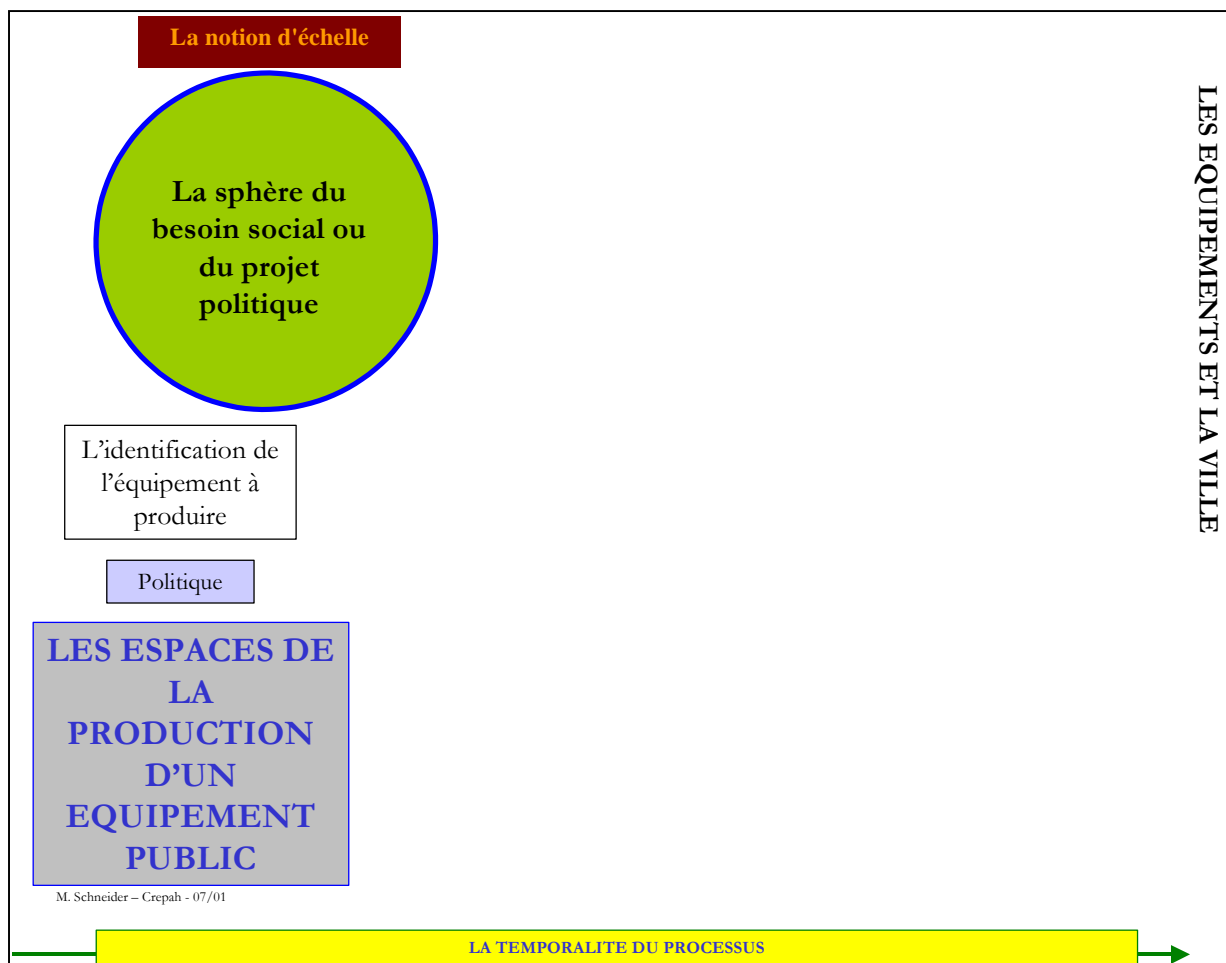 La notion d'échelle
La sphère du
besoin social ou
du projet
politique
L’identification de
l’équipement à
produire
Politique
LES ESPACES DE
LA
PRODUCTION
D’UN
EQUIPEMENT
PUBLIC
M. Schneider – Crepah - 07/01
LA TEMPORALITE DU PROCESSUS
LES EQUIPEMENTS ET LA VILLE